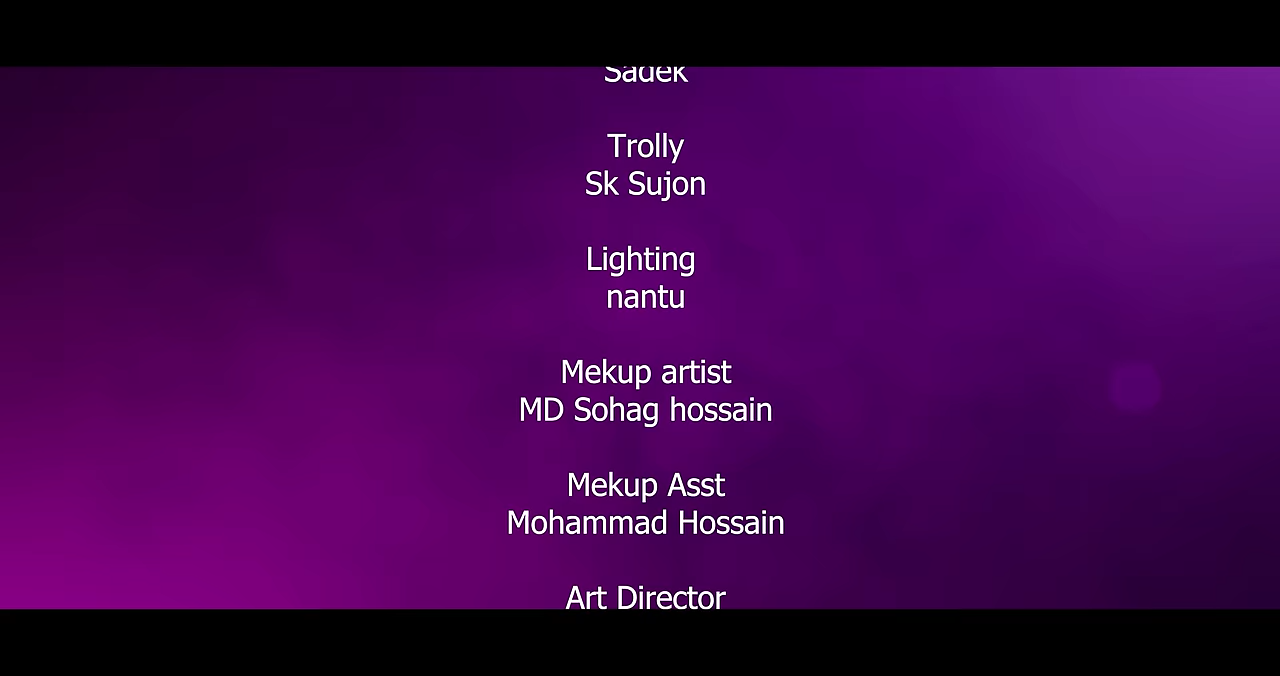 Sadek
Trolly
Sk Sujon
Lighting
nantu
Mekup artist
MD Sohag hossain
Mekup Asst
Mohammad Hossain
Art Director